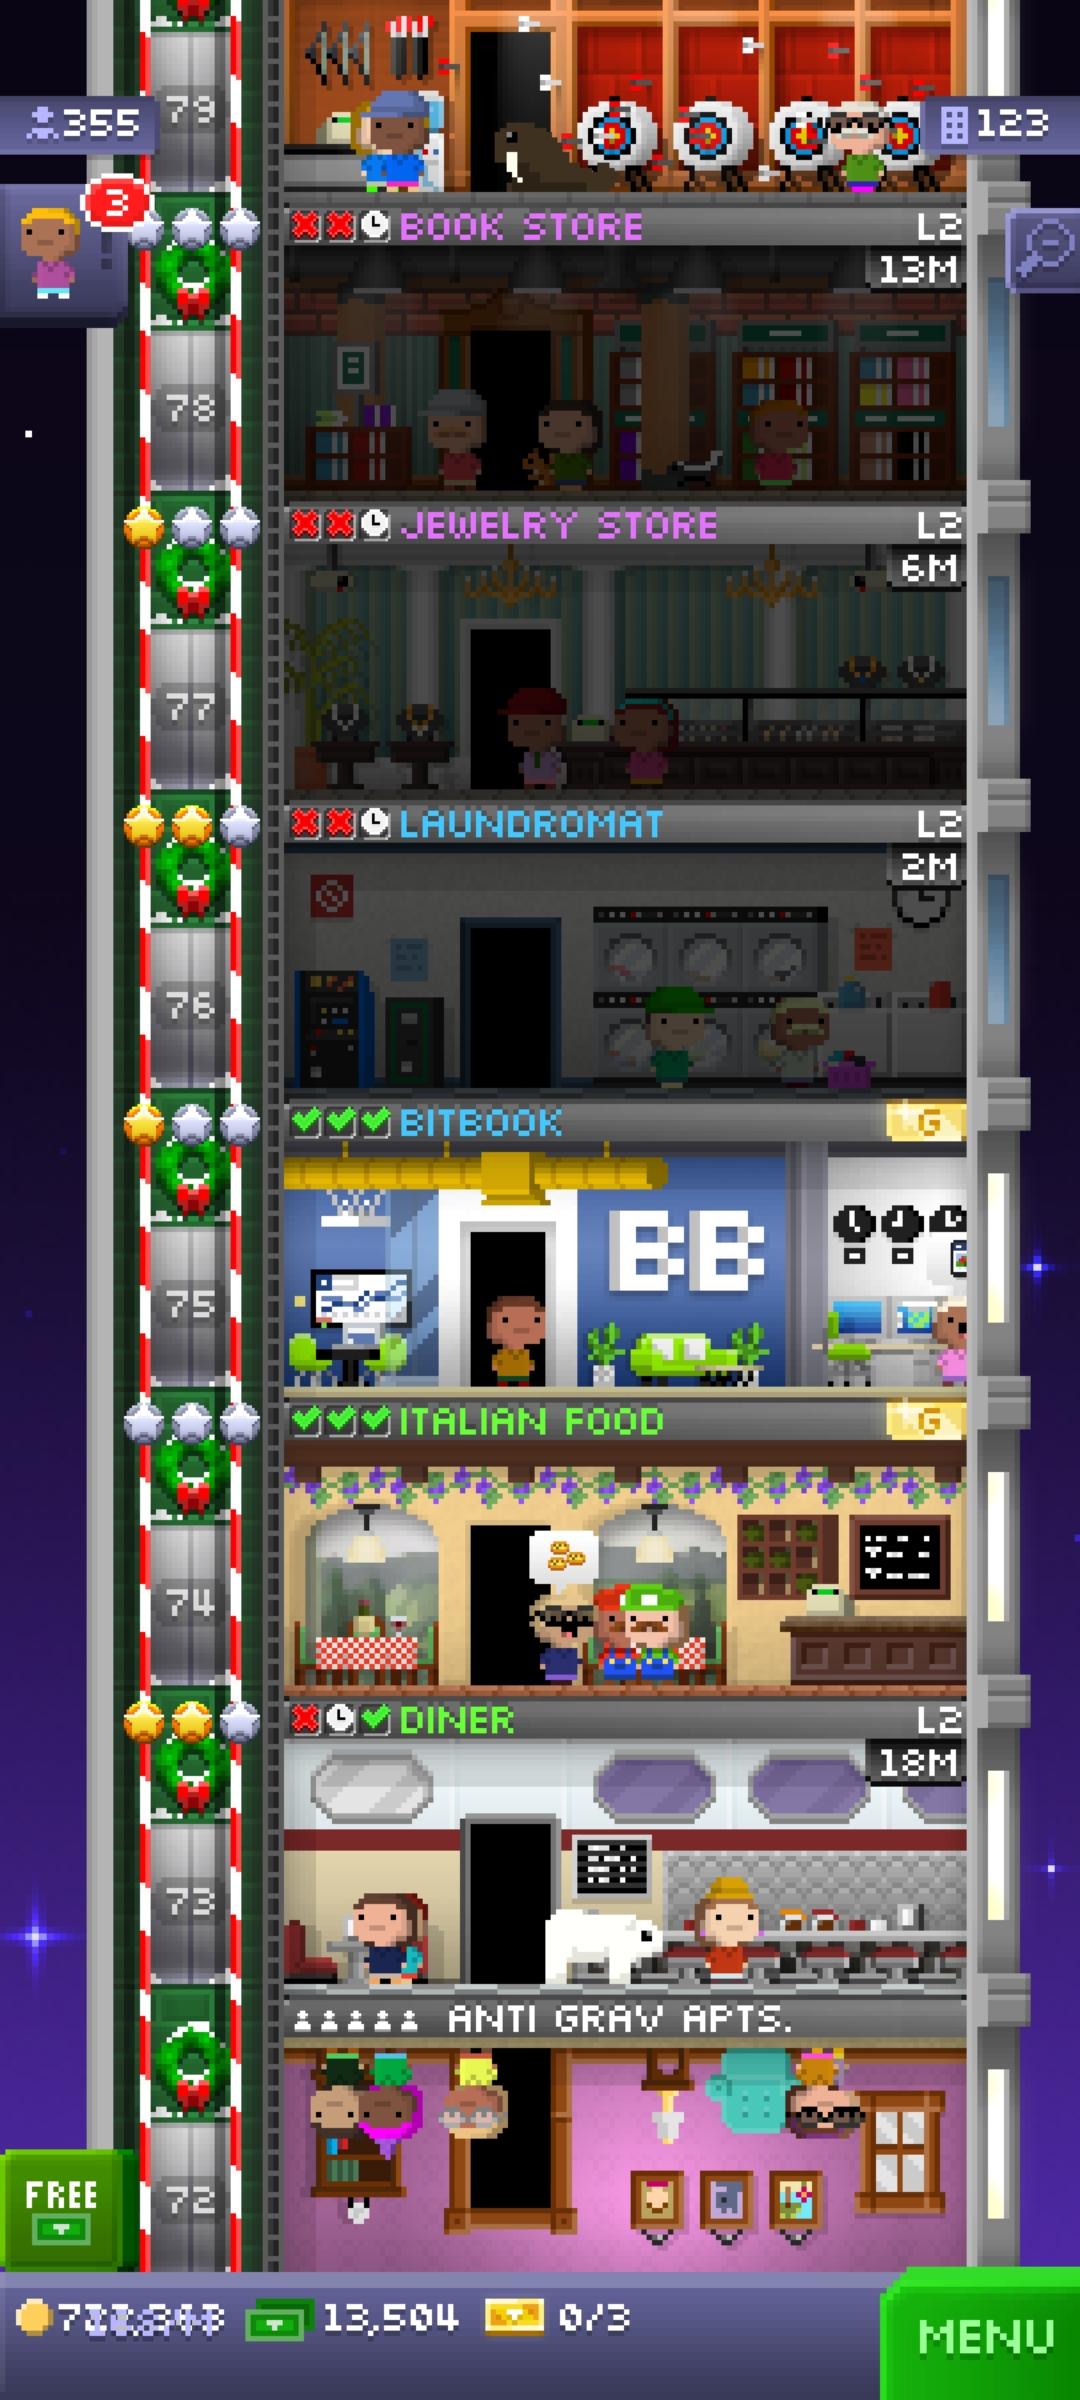 79
355
123
3
BOOK STORE L2
13M
78
JEWELRY STORE L2
6M
77
LAUNDROMAT L2
2M
76
BITBOOK G
BB
75
ITALIAN FOOD G
74
DINER L2
18M
73
ANTI GRAV APTS.
72
FREE
13,504 0/3
MENU